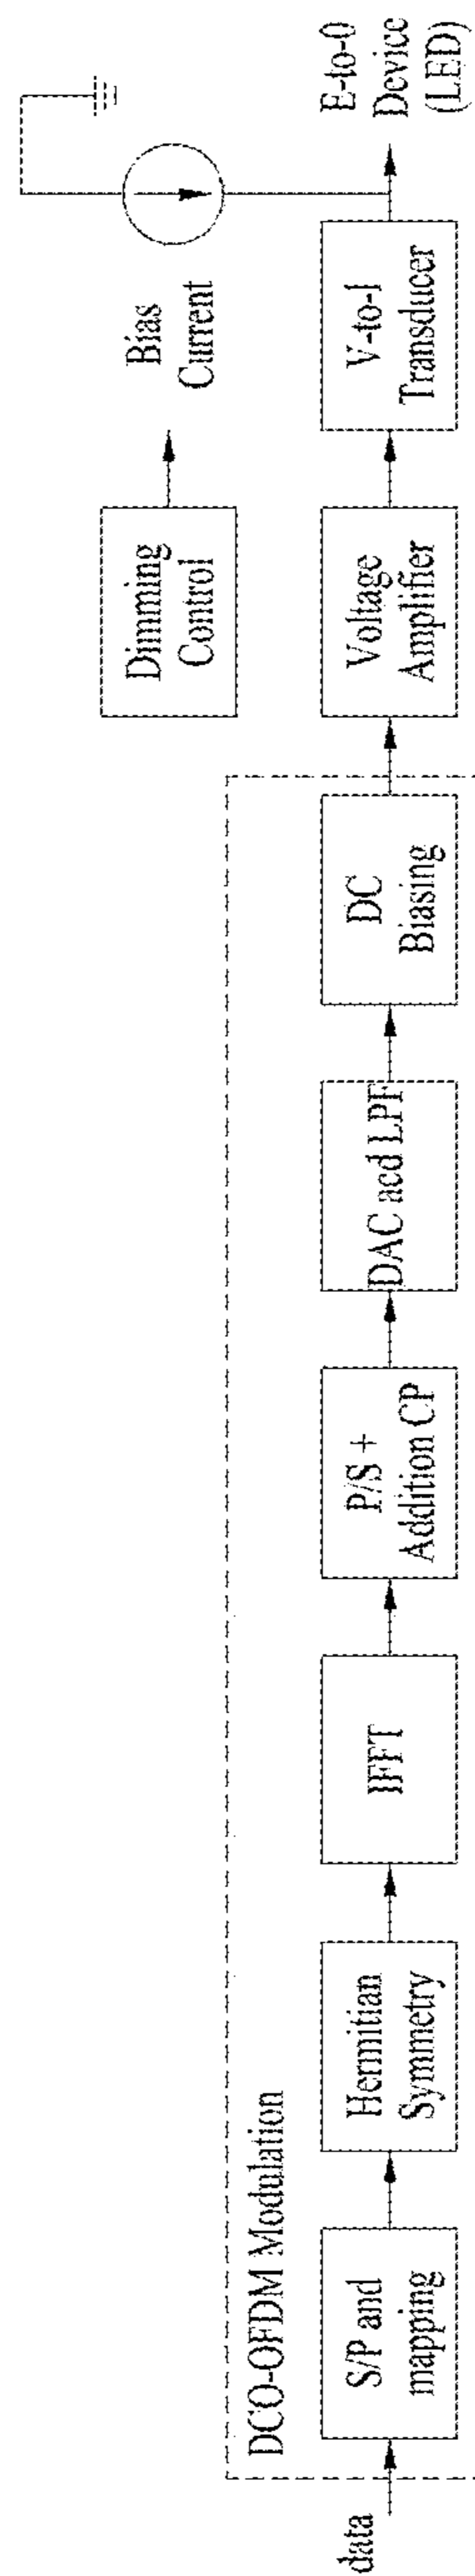 data
DCO-OFDM Modulation
S/P and
mapping
Hermitian
Symmetry
IFFT
P/S +
Addition CP
DAC acd LPF
DC
Biasing
Voltage
Amplifier
V-to-I
Transducer
Dimming
Control
Bias
Current
E-to-O
Device
(LED)